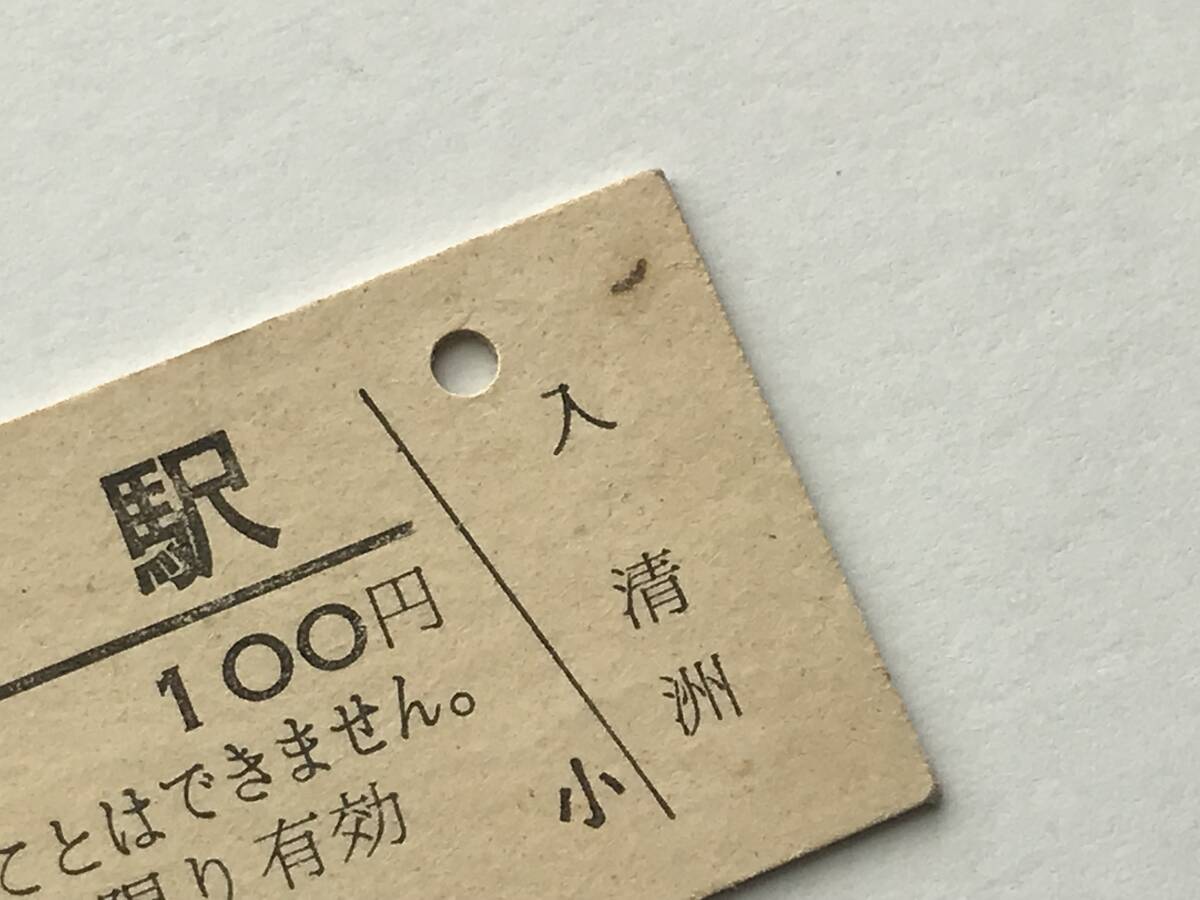 駅
100円
ことはできません。
限り有効
小
入
清
洲